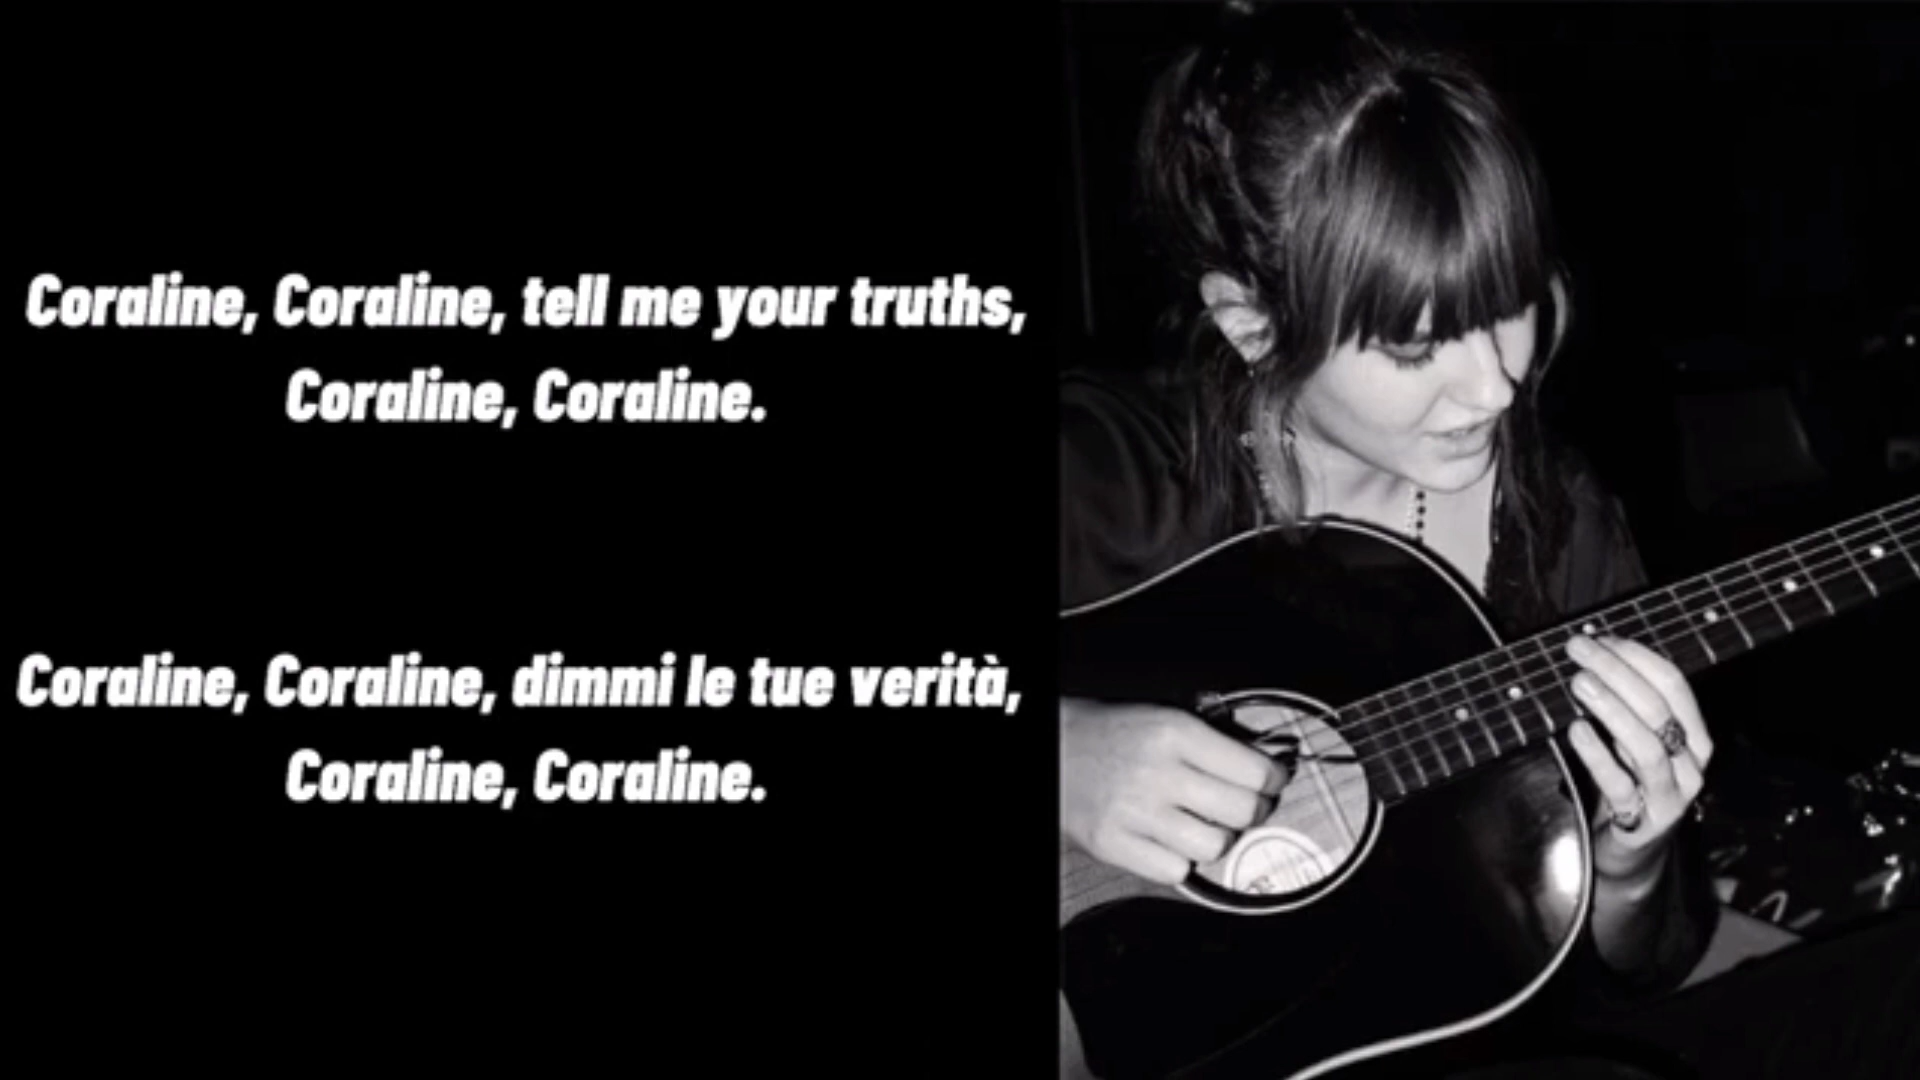 Coraline, Coraline, tell me your truths,
Coraline, Coraline.
Coraline, Coraline, dimmi le tue verità,
Coraline, Coraline.